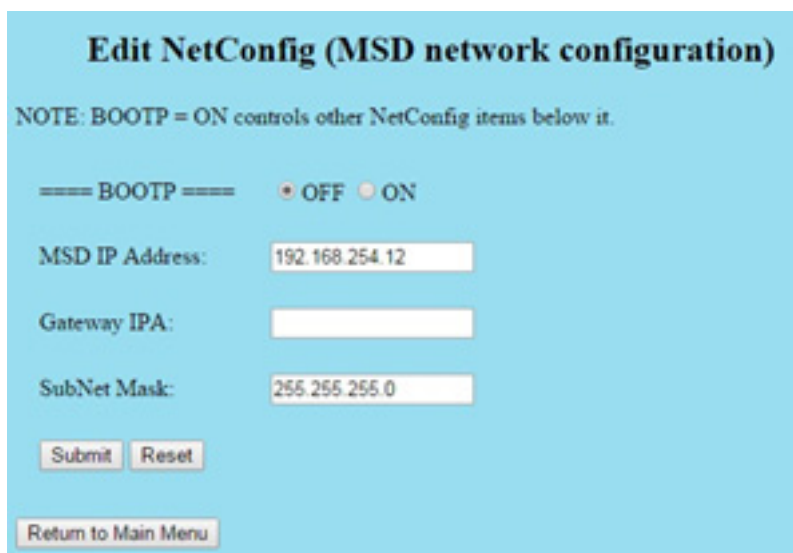 Edit NetConfig (MSD network configuration)
NOTE: BOOTP = ON controls other NetConfig items below it.
==== BOOTP ==== OFF ON
MSD IP Address: 192.168.254.12
Gateway IPA:
SubNet Mask: 255.255.255.0
Submit Reset
Return to Main Menu